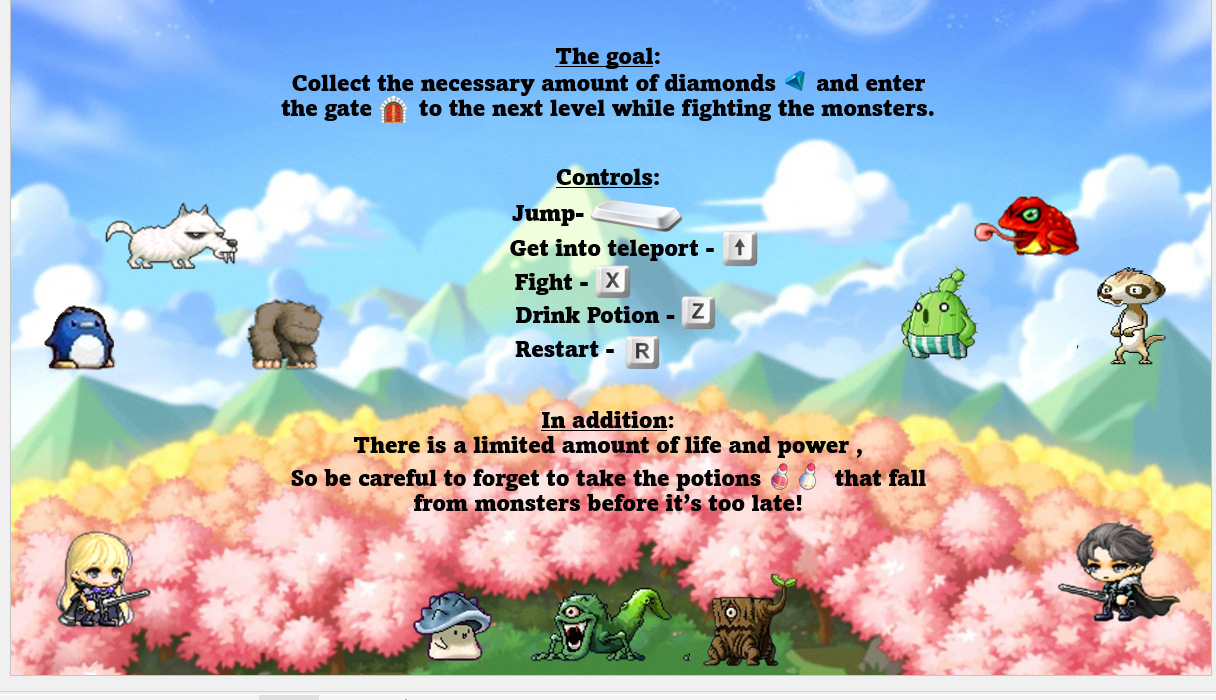 The goal:
Collect the necessary amount of diamonds and enter
the gate to the next level while fighting the monsters.
Controls:
Jump-
Get into teleport - ↑
Fight - X
Drink Potion - Z
Restart - R
In addition:
There is a limited amount of life and power ,
So be careful to forget to take the potions that fall
from monsters before it's too late!